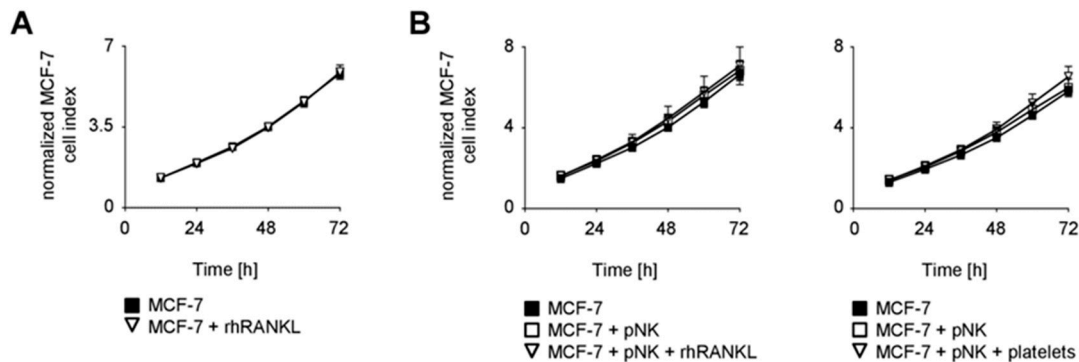 A
normalized MCF-7
cell index
7
3.5
0
0
24
48
72
Time [h]
MCF-7
MCF-7 + rhRANKL
B
normalized MCF-7
cell index
8
4
0
0
24
48
72
Time [h]
MCF-7
MCF-7 + pNK
MCF-7 + pNK + rhRANKL
8
4
0
0
24
48
72
Time [h]
MCF-7
MCF-7 + pNK
MCF-7 + pNK + platelets